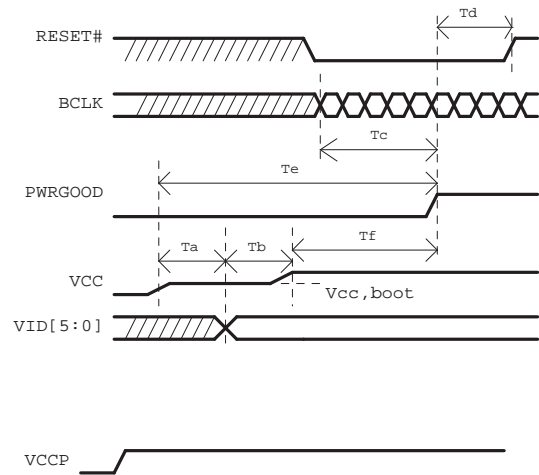 Td
RESET#
BCLK
Tc
Te
PWRGOOD
Ta
Tb
Tf
VCC
Vcc,boot
VID[5:0]
VCCP